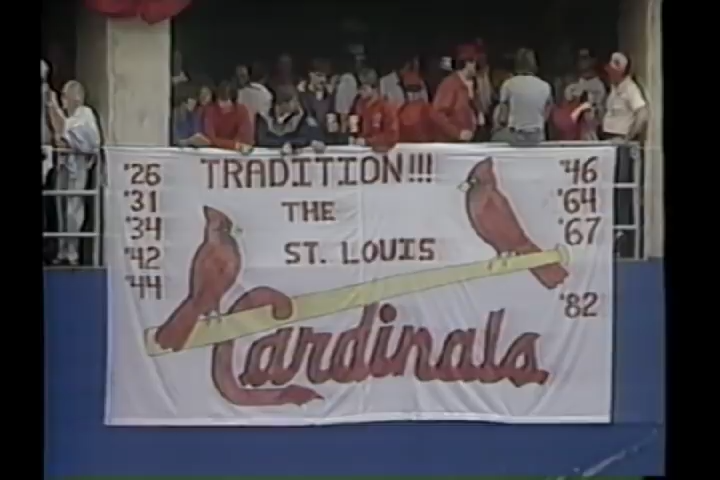 TRADITION!!!
THE
ST. LOUIS
Cardinals
'26
'31
'34
'42
'44
'46
'64
'67
'82